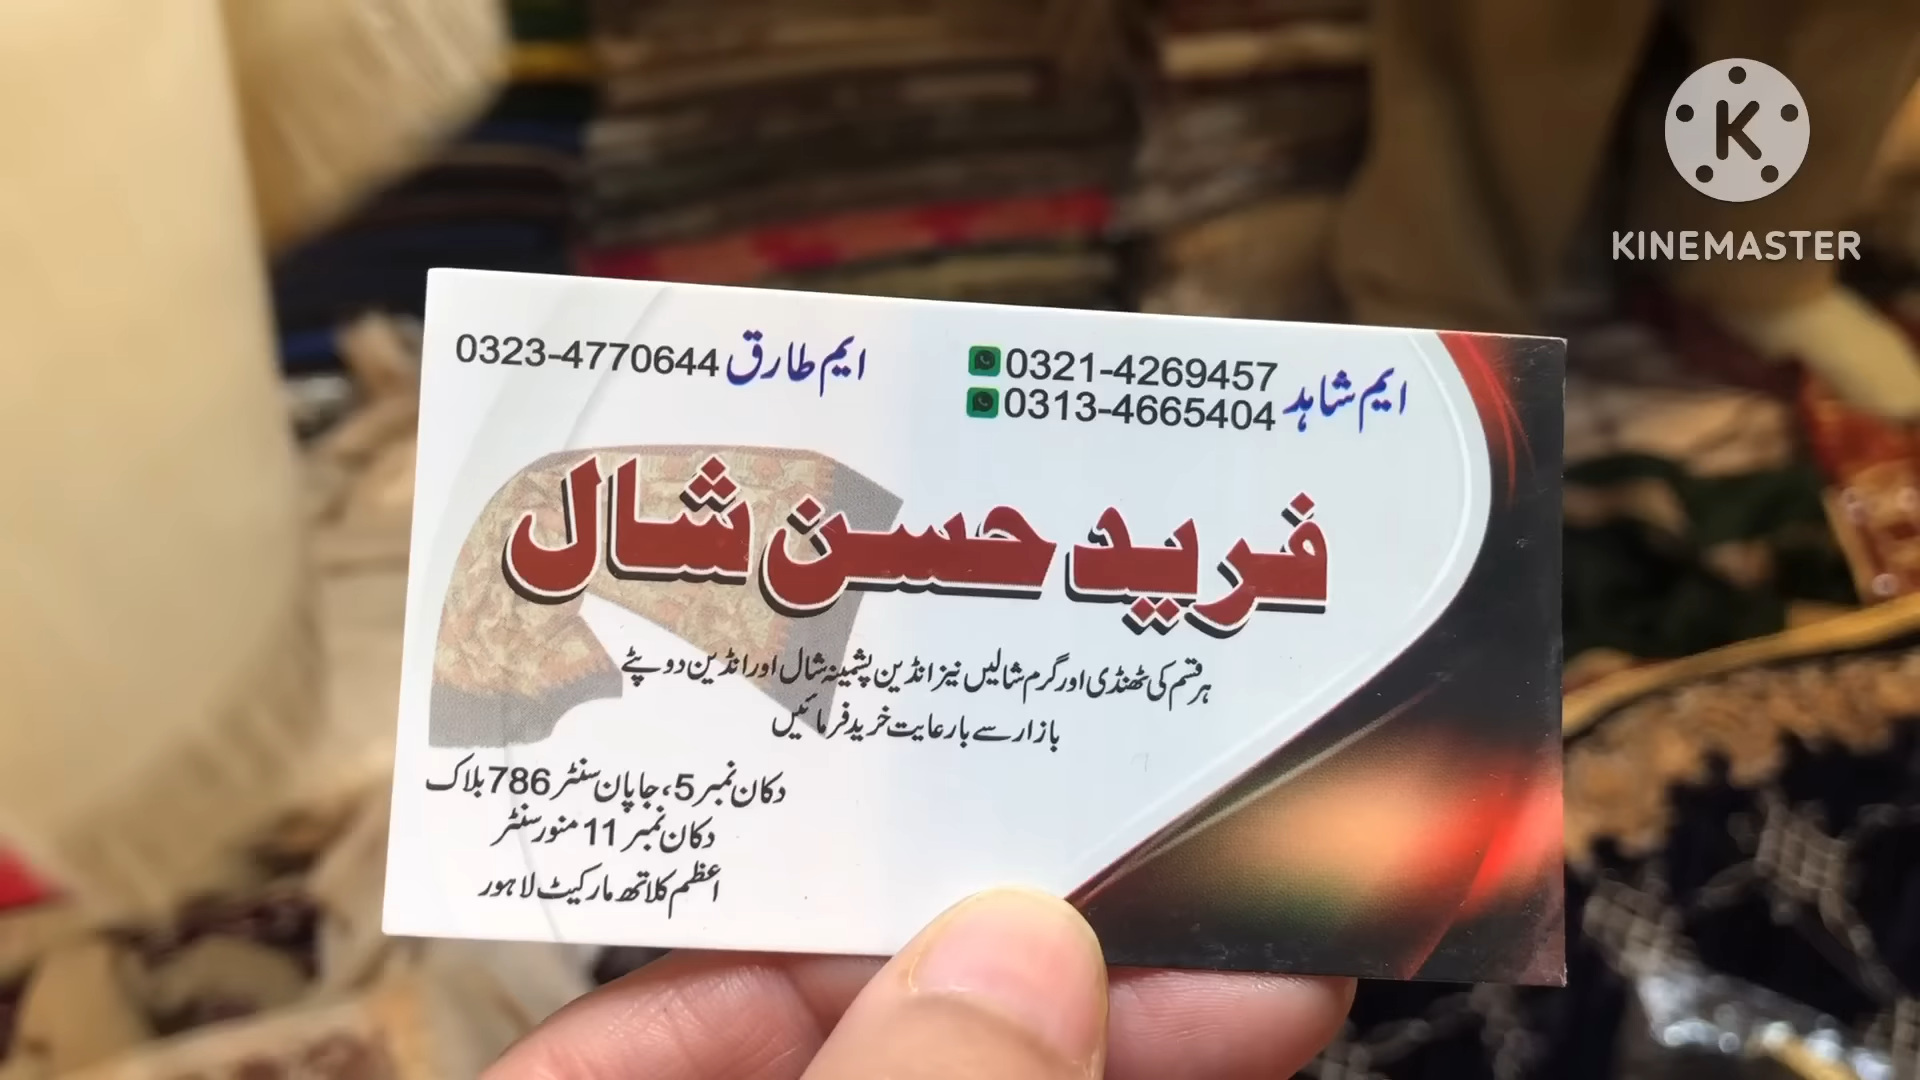 ایم طارق 0323-4770644
ایم شاہد 0321-4269457
0313-4665404
فرید حسن شال
ہر قسم کی ٹھنڈی اور گرم شالیں نیز انڈین پشمینہ شال اور انڈین دوپٹے
بازار سے بارعایت خرید فرمائیں
دکان نمبر 5، جاپان سنٹر 786 بلاک
دکان نمبر 11 منور سنٹر
اعظم کلاتھ مارکیٹ لاہور
K
KINEMASTER